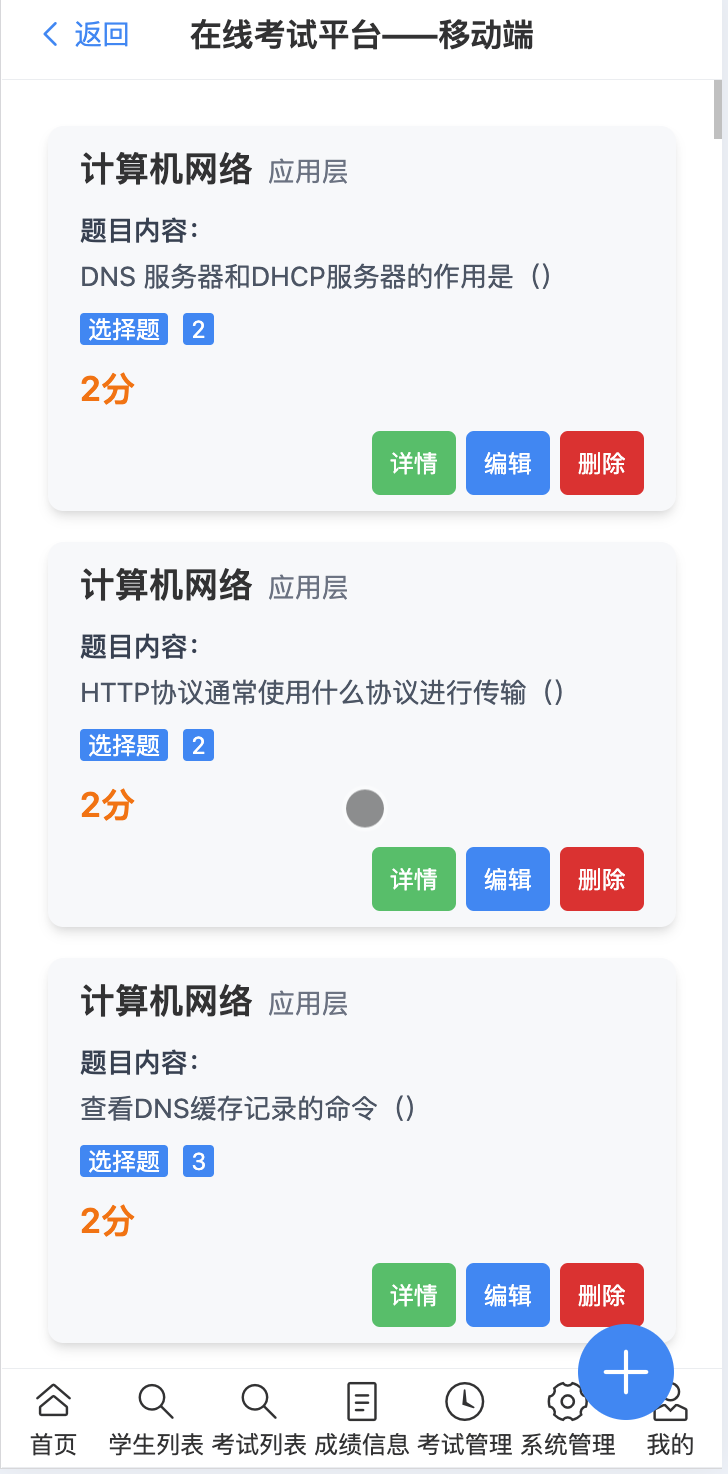 返回 在线考试平台——移动端
计算机网络 应用层
题目内容：
DNS 服务器和DHCP服务器的作用是（）
选择题 2
2分
详情 编辑 删除
计算机网络 应用层
题目内容：
HTTP协议通常使用什么协议进行传输（）
选择题 2
2分
详情 编辑 删除
计算机网络 应用层
题目内容：
查看DNS缓存记录的命令（）
选择题 3
2分
详情 编辑 删除
首页 学生列表 考试列表 成绩信息 考试管理 系统管理 我的